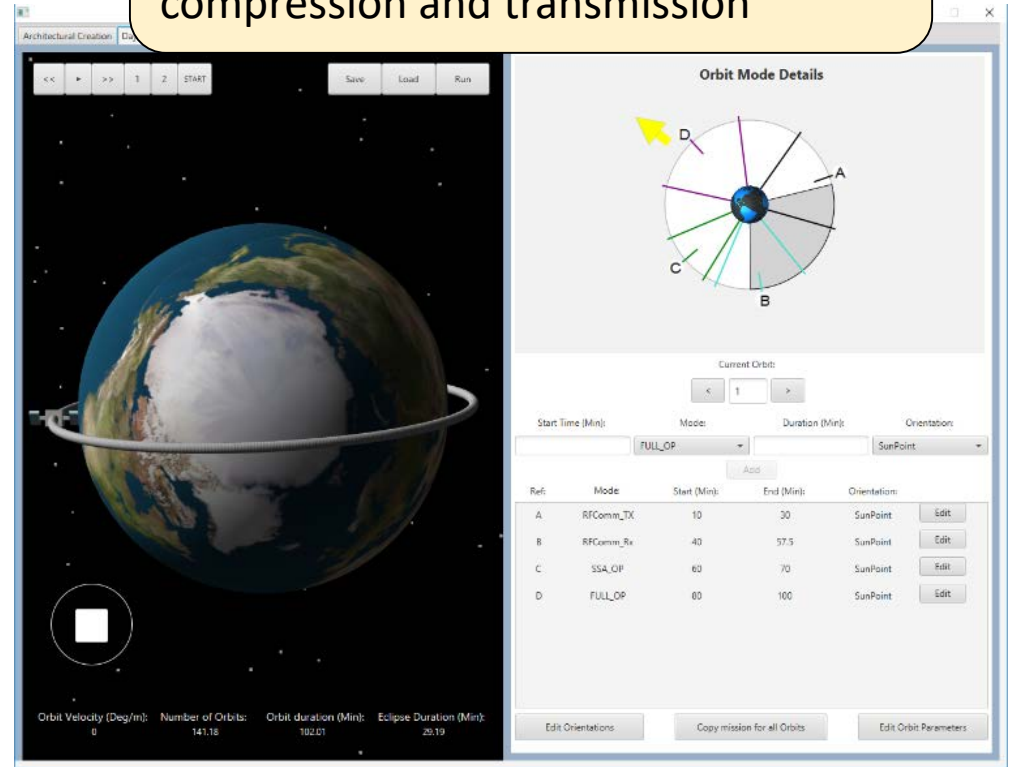 compression and transmission
Architectural Creation
<< ► >> 1 2 START
Save Load Run
Orbit Mode Details
D
A
C
B
Current Orbit:
< 1 >
Start Time (Min): Mode: Duration (Min): Orientation:
FULL_OP SunPoint
Add
Ref: Mode Start (Min): End (Min): Orientation:
A RFComm_TX 10 30 SunPoint Edit
B RFComm_Rx 40 57.5 SunPoint Edit
C SSA_OP 60 70 SunPoint Edit
D FULL_OP 80 100 SunPoint Edit
Orbit Velocity (Deg/m): Number of Orbits: Orbit duration (Min): Eclipse Duration (Min):
0 141.18 102.01 29.19
Edit Orientations Copy mission for all Orbits Edit Orbit Parameters